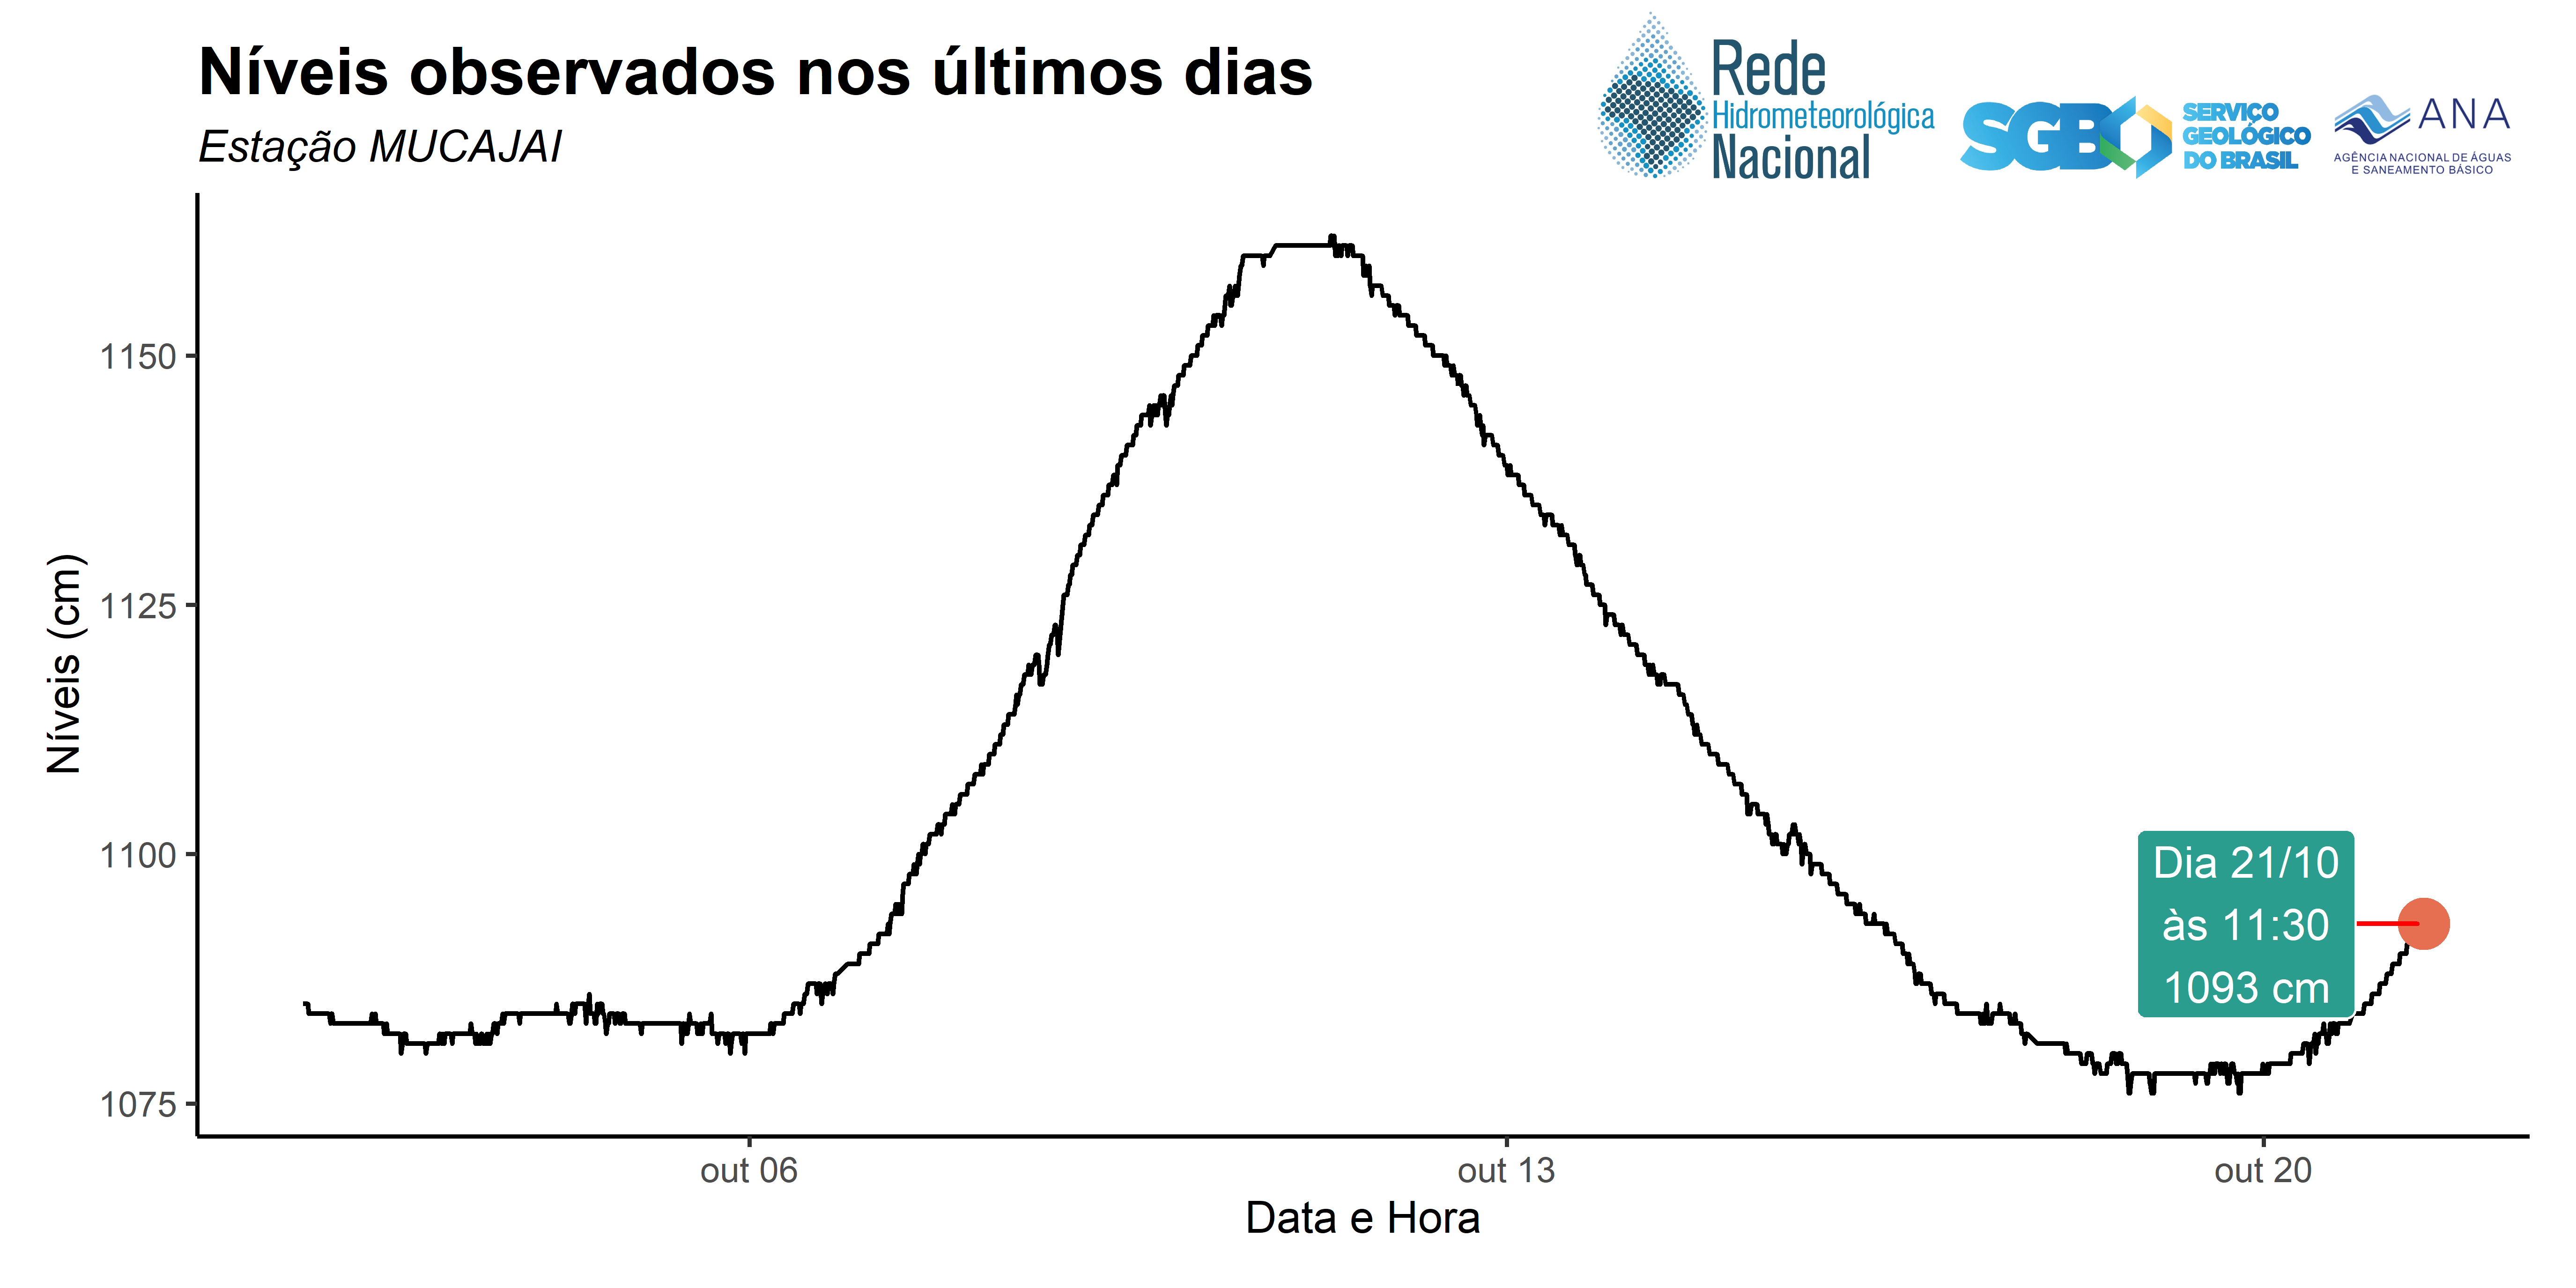 Níveis observados nos últimos dias
Estação MUCAJAI
Rede
Hidrometeorológica
Nacional
SGB
SERVIÇO
GEOLÓGICO
DO BRASIL
ANA
AGÊNCIA NACIONAL DE ÁGUAS
E SANEAMENTO BÁSICO
Níveis (cm)
1150
1125
1100
1075
Dia 21/10
às 11:30
1093 cm
out 06
out 13
out 20
Data e Hora